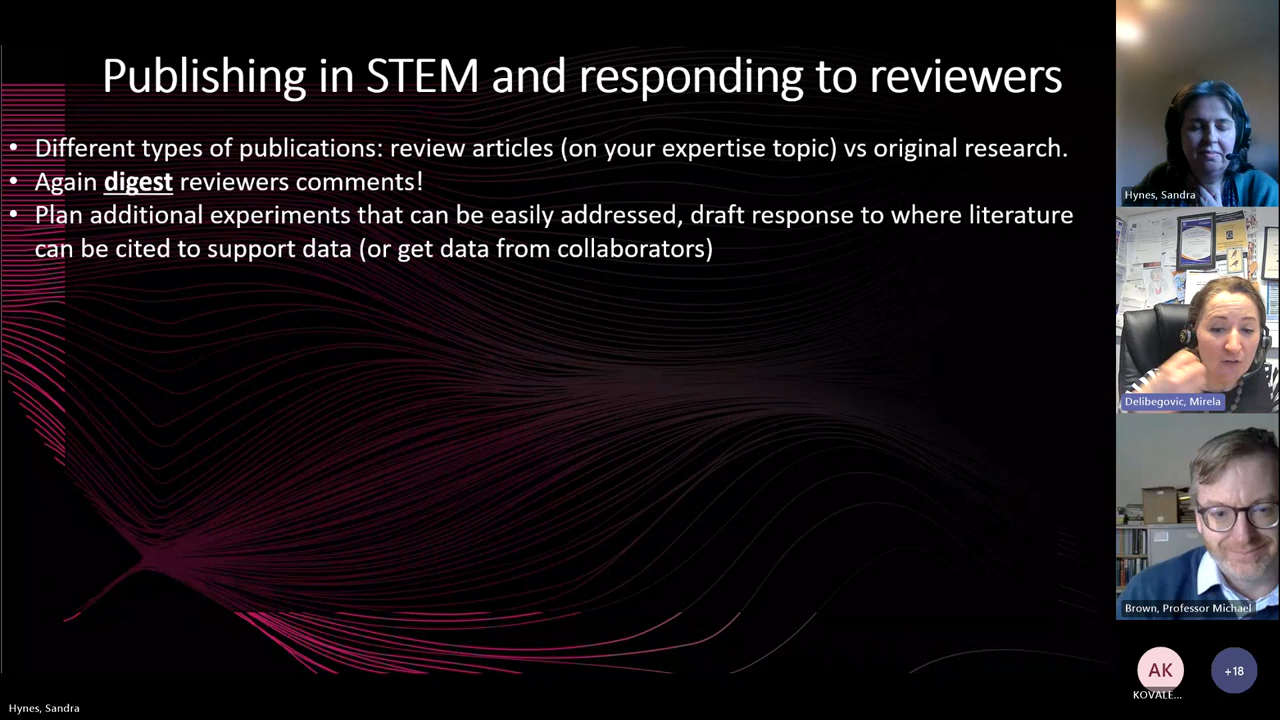 Publishing in STEM and responding to reviewers
• Different types of publications: review articles (on your expertise topic) vs original research.
• Again digest reviewers comments!
• Plan additional experiments that can be easily addressed, draft response to where literature
can be cited to support data (or get data from collaborators)
Hynes, Sandra
Delibegovic, Mirela
Brown, Professor Michael
AK
KOVALE...
+18
Hynes, Sandra